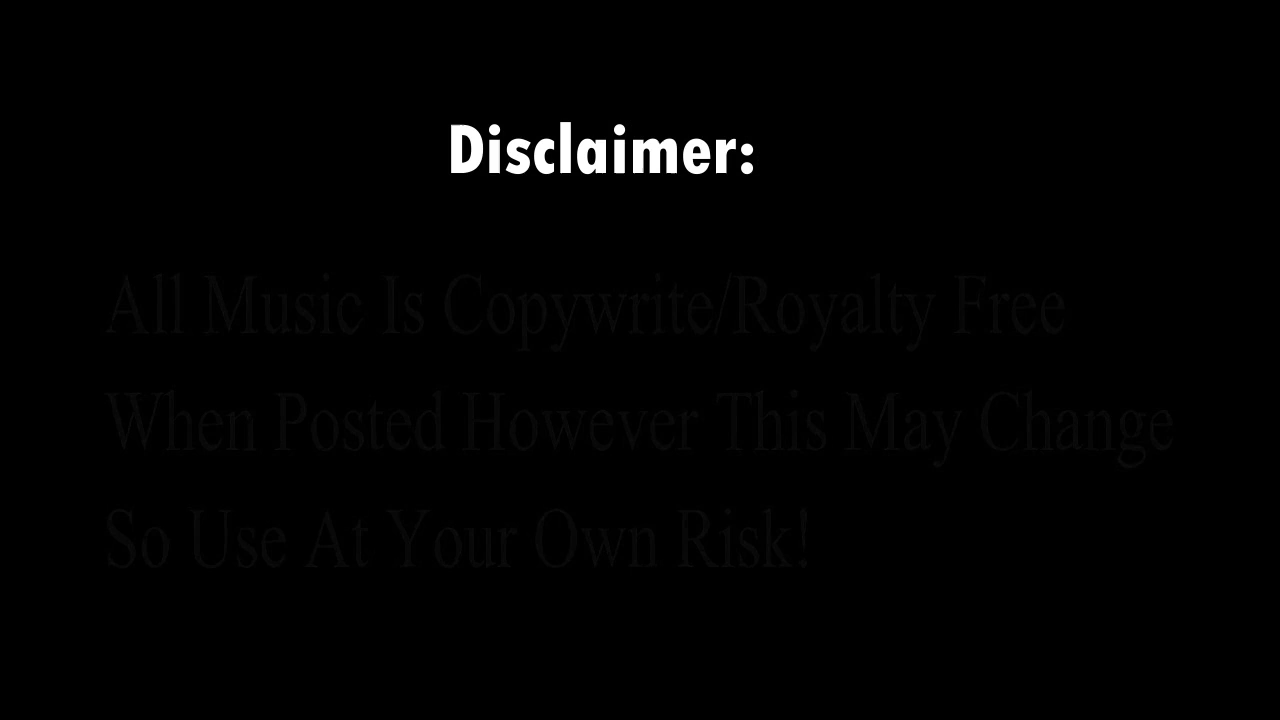 Disclaimer:
All Music Is Copywrite/Royalty Free
When Posted However This May Change
So Use At Your Own Risk!